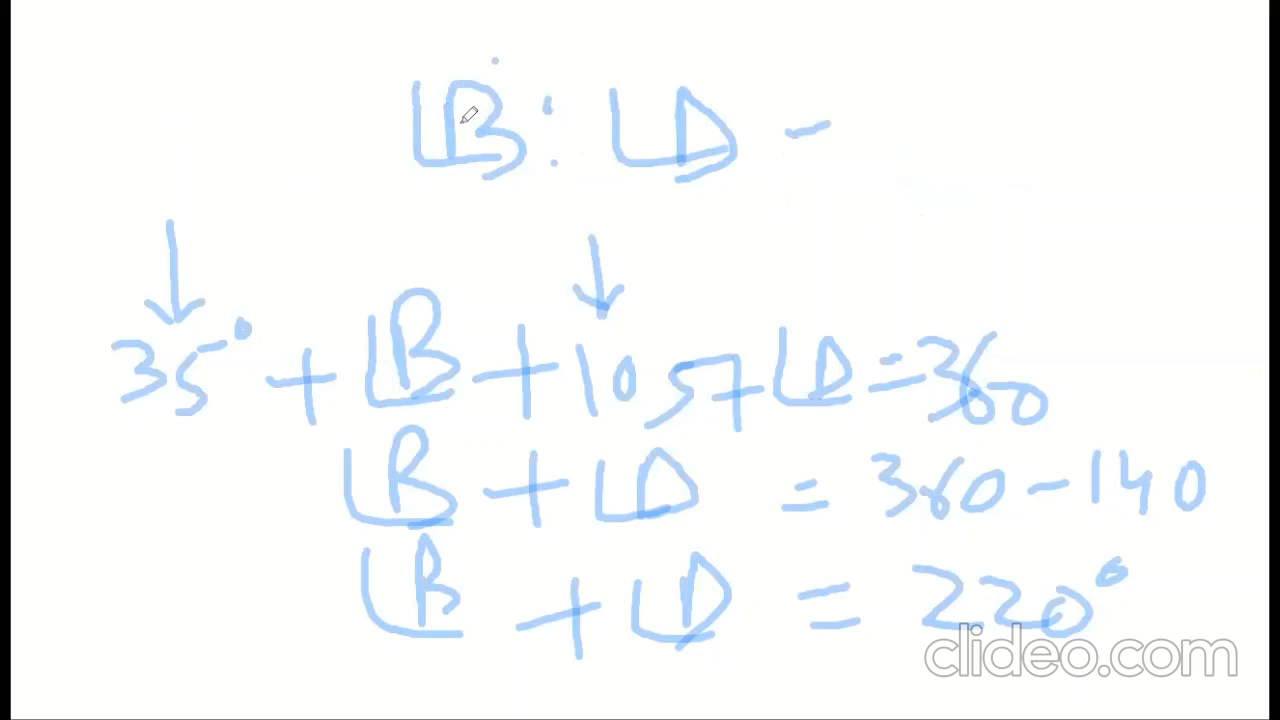 ∠B : ∠D -
35° + ∠B + 105 + ∠D = 360
∠B + ∠D = 360 - 140
∠B + ∠D = 220°
clideo.com